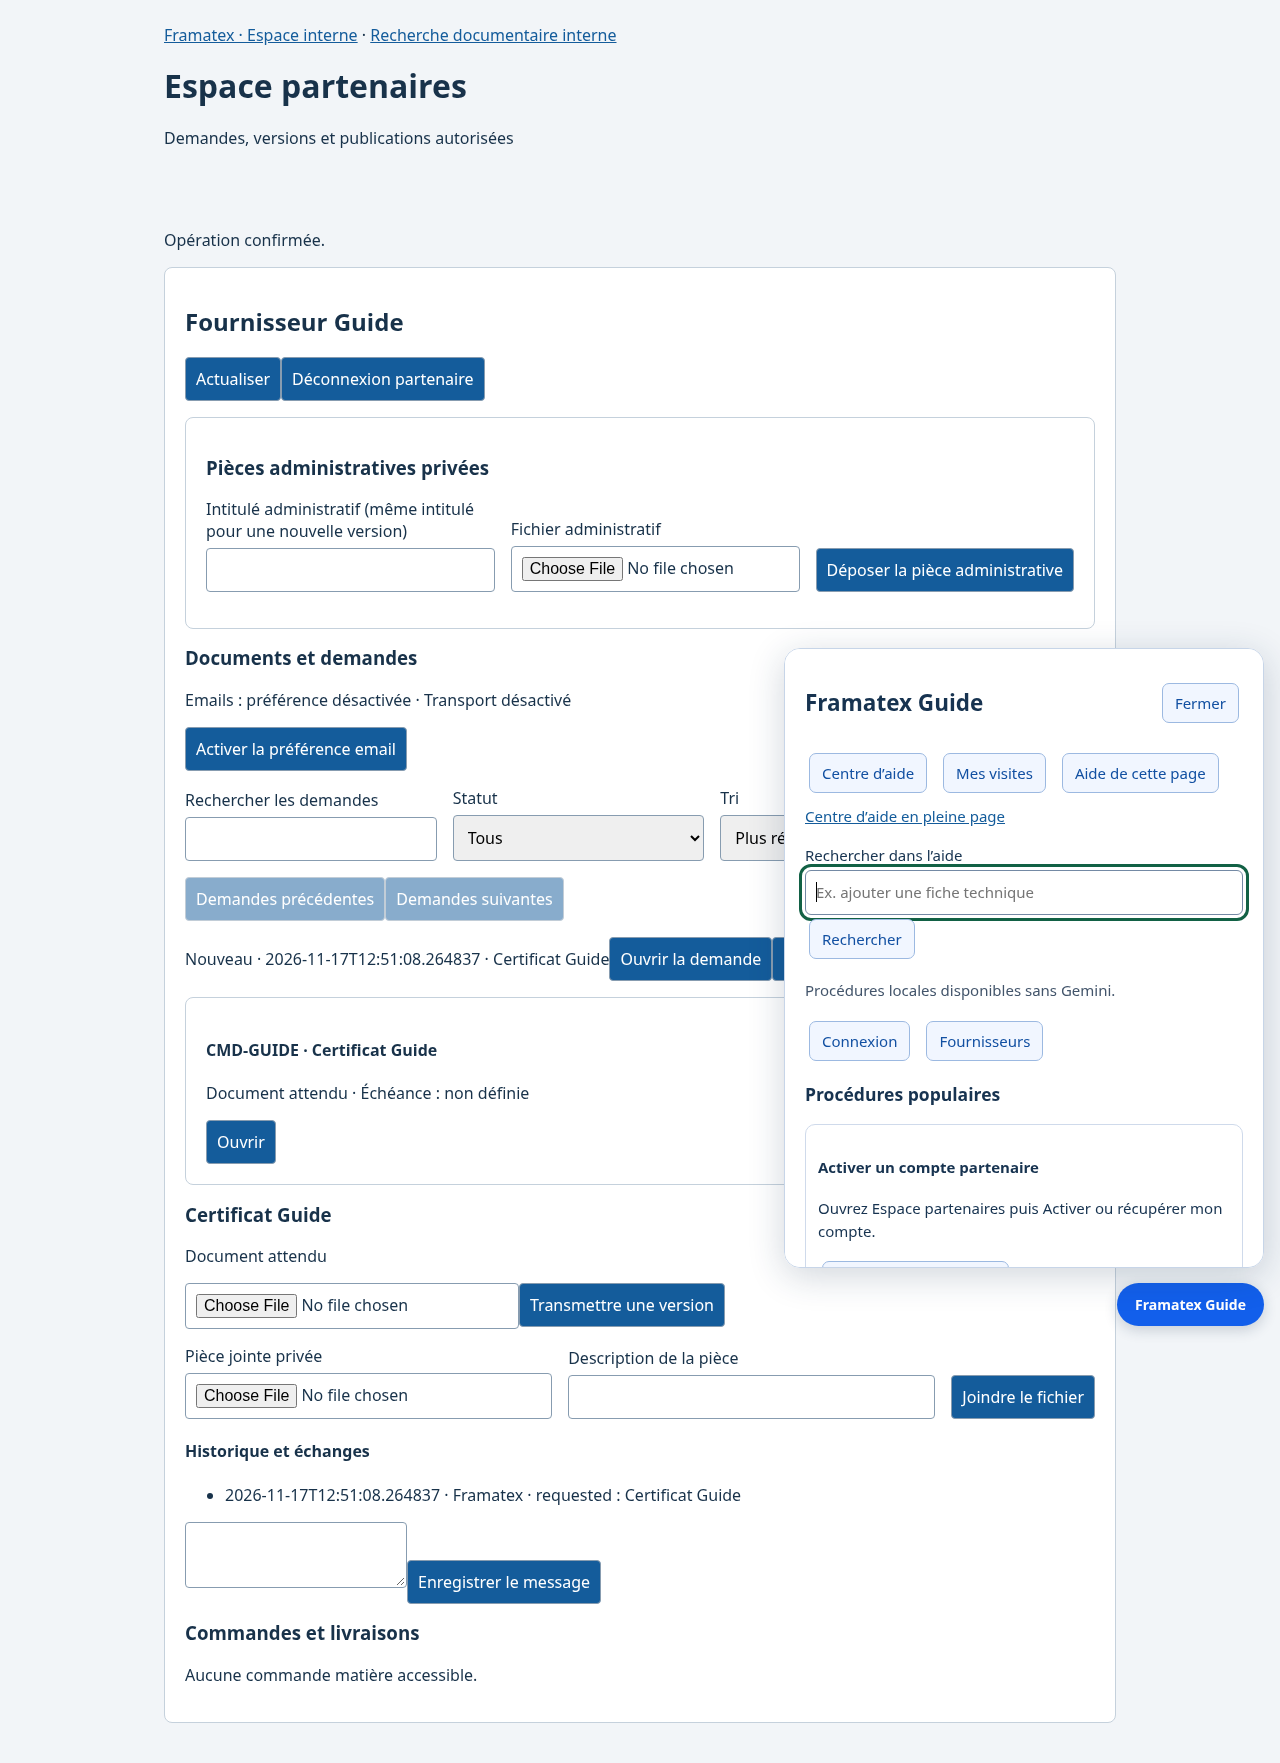 Framatex · Espace interne · Recherche documentaire interne
Espace partenaires
Demandes, versions et publications autorisées
Opération confirmée.
Fournisseur Guide
Actualiser Déconnexion partenaire
Pièces administratives privées
Intitulé administratif (même intitulé
pour une nouvelle version)
Fichier administratif
Choose File No file chosen
Déposer la pièce administrative
Documents et demandes
Emails : préférence désactivée · Transport désactivé
Activer la préférence email
Rechercher les demandes
Statut
Tous
Tri
Plus ré
Demandes précédentes Demandes suivantes
Nouveau · 2026-11-17T12:51:08.264837 · Certificat Guide Ouvrir la demande
CMD-GUIDE · Certificat Guide
Document attendu · Échéance : non définie
Ouvrir
Certificat Guide
Document attendu
Choose File No file chosen Transmettre une version
Pièce jointe privée
Choose File No file chosen
Description de la pièce
Joindre le fichier
Historique et échanges
2026-11-17T12:51:08.264837 · Framatex · requested : Certificat Guide
Enregistrer le message
Commandes et livraisons
Aucune commande matière accessible.
Framatex Guide
Fermer
Centre d’aide Mes visites Aide de cette page
Centre d’aide en pleine page
Rechercher dans l’aide
Ex. ajouter une fiche technique
Rechercher
Procédures locales disponibles sans Gemini.
Connexion Fournisseurs
Procédures populaires
Activer un compte partenaire
Ouvrez Espace partenaires puis Activer ou récupérer mon
compte.
Framatex Guide